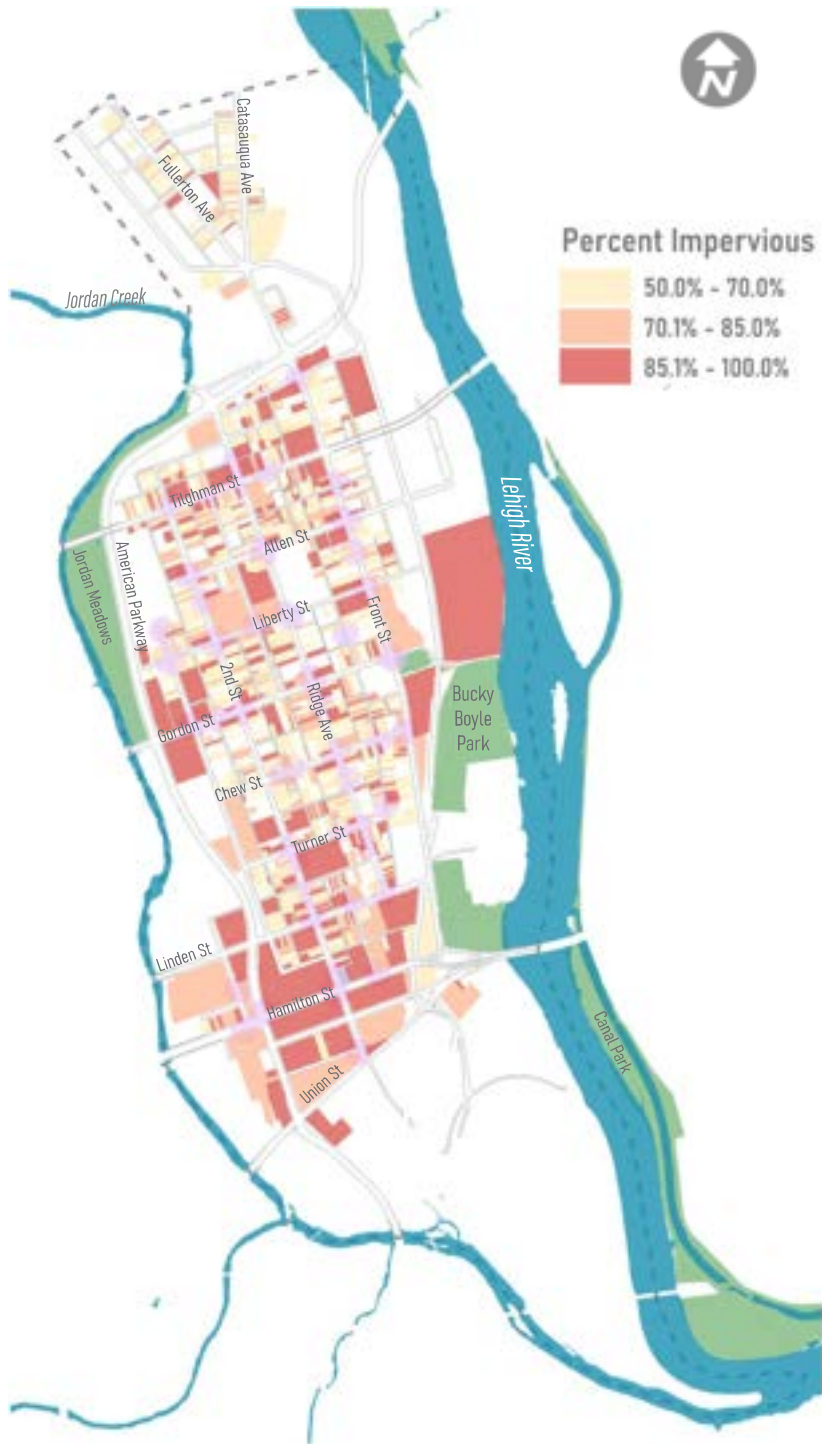 N
Catasauqua Ave
Fullerton Ave
Percent Impervious
50.0% - 70.0%
70.1% - 85.0%
85.1% - 100.0%
Jordan Creek
Tilghman St
Lehigh River
Allen St
American Parkway
Jordan Meadows
Liberty St
Front St
2nd St
Ridge Ave
Bucky
Boyle
Park
Gordon St
Chew St
Turner St
Linden St
Hamilton St
Canal Park
Union St